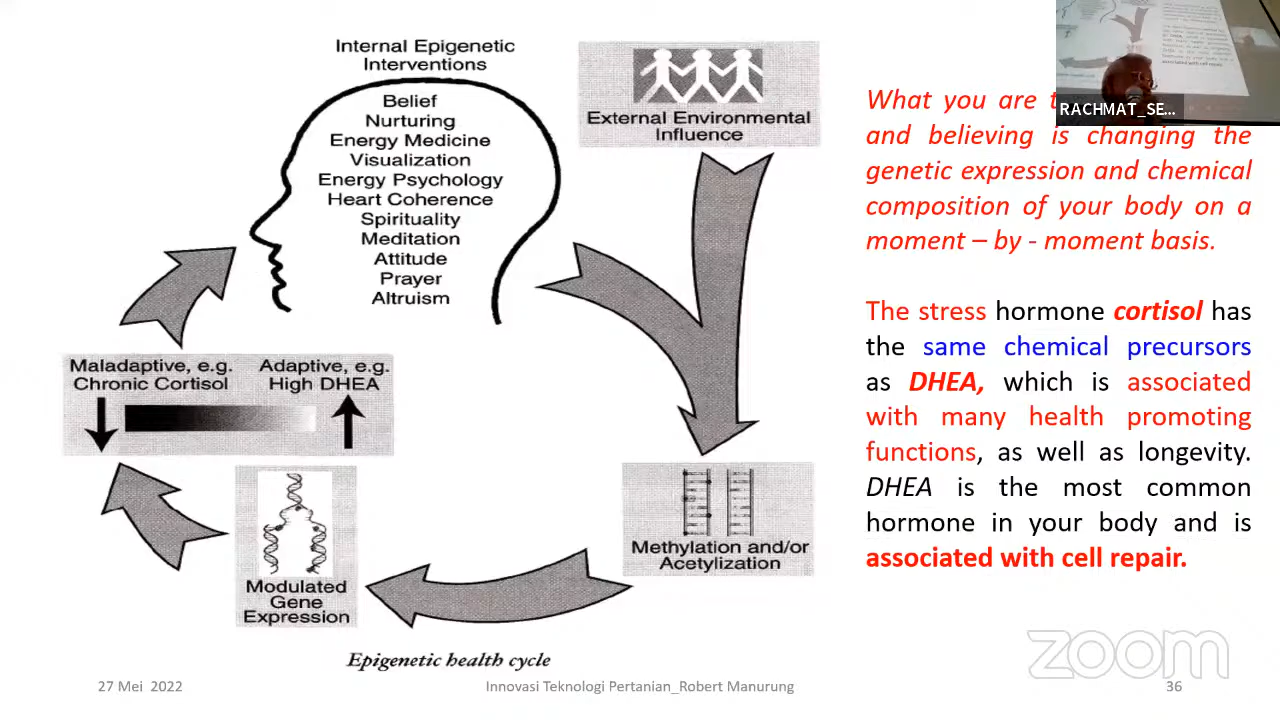 Internal Epigenetic
Interventions
Belief
Nurturing
Energy Medicine
Visualization
Energy Psychology
Heart Coherence
Spirituality
Meditation
Attitude
Prayer
Altruism
External Environmental
Influence
Maladaptive, e.g.
Chronic Cortisol
Adaptive, e.g.
High DHEA
Methylation and/or
Acetylization
Modulated
Gene
Expression
Epigenetic health cycle
RACHMAT_SE...
What you are
and believing is changing the
genetic expression and chemical
composition of your body on a
moment – by - moment basis.
The stress hormone cortisol has
the same chemical precursors
as DHEA, which is associated
with many health promoting
functions, as well as longevity.
DHEA is the most common
hormone in your body and is
associated with cell repair.
zoom
27 Mei 2022
Innovasi Teknologi Pertanian_Robert Manurung
36